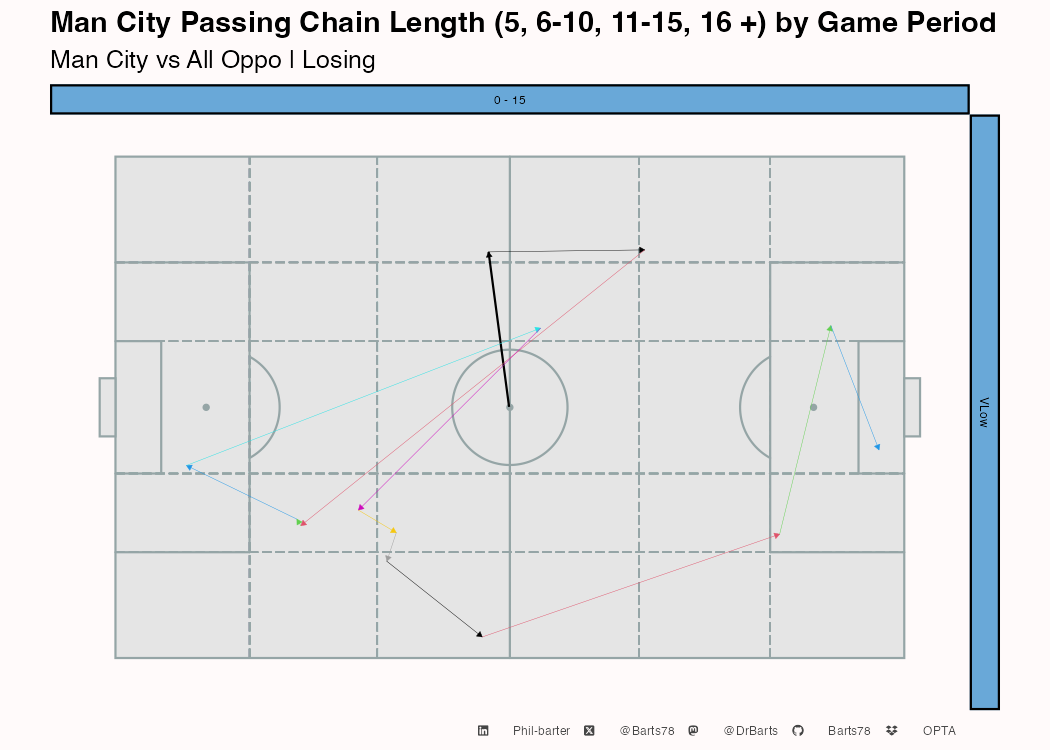 Man City Passing Chain Length (5, 6-10, 11-15, 16 +) by Game Period
Man City vs All Oppo | Losing
0 - 15
VLow
Phil-barter @Barts78 @DrBarts Barts78 OPTA